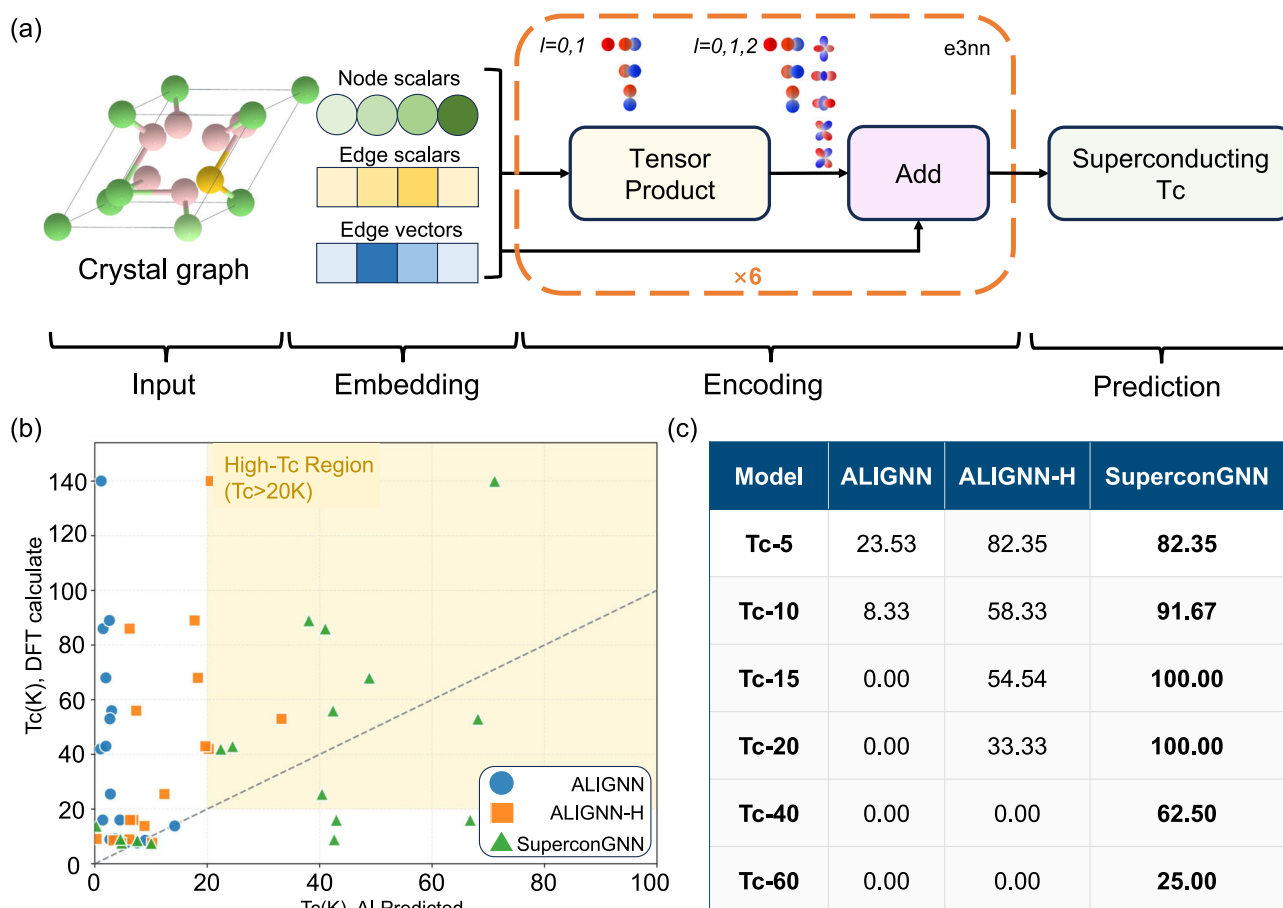 (a)
Node scalars
Edge scalars
Edge vectors
Crystal graph
l=0,1
l=0,1,2
e3nn
Tensor
Product
Add
Superconducting
Tc
×6
Input
Embedding
Encoding
Prediction
(b)
High-Tc Region
(Tc>20K)
Tc(K), DFT calculate
140
120
100
80
60
40
20
0
ALIGNN
ALIGNN-H
SuperconGNN
0
20
40
60
80
100
Tc(K), AI Predicted
(c)
Model ALIGNN ALIGNN-H SuperconGNN
Tc-5 23.53 82.35 82.35
Tc-10 8.33 58.33 91.67
Tc-15 0.00 54.54 100.00
Tc-20 0.00 33.33 100.00
Tc-40 0.00 0.00 62.50
Tc-60 0.00 0.00 25.00